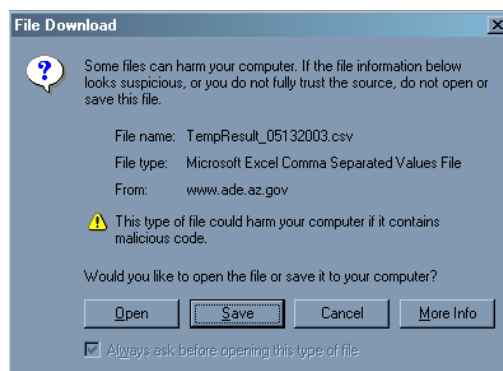 File Download
Some files can harm your computer. If the file information below
looks suspicious, or you do not fully trust the source, do not open or
save this file.
File name: TempResult_05132003.csv
File type: Microsoft Excel Comma Separated Values File
From: www.ade.az.gov
This type of file could harm your computer if it contains
malicious code.
Would you like to open the file or save it to your computer?
Open Save Cancel More Info
Always ask before opening this type of file